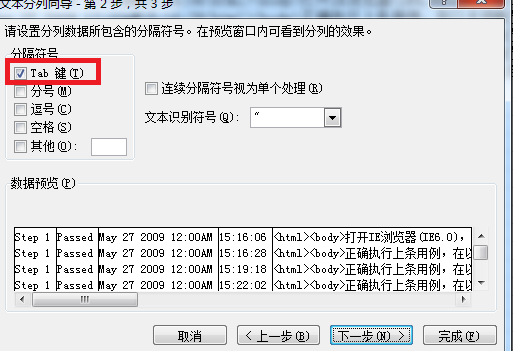 文本分列向导 - 第 2 步，共 3 步
请设置分列数据所包含的分隔符号。在预览窗口内可看到分列的效果。
分隔符号
Tab 键(T)
分号(M)
逗号(C)
空格(S)
其他(O):
连续分隔符号视为单个处理(R)
文本识别符号(Q): "
数据预览(P)
Step 1 Passed May 27 2009 12:00AM 15:16:06 <html><body>打开IE浏览器(IE6.0),
Step 1 Passed May 27 2009 12:00AM 15:16:28 <html><body>正确执行上条用例，在以
Step 1 Passed May 27 2009 12:00AM 15:19:18 <html><body>正确执行上条用例，在以
Step 1 Passed May 27 2009 12:00AM 15:22:02 <html><body>正确执行上条用例，在以
取消 < 上一步(B) 下一步(N) > 完成(F)